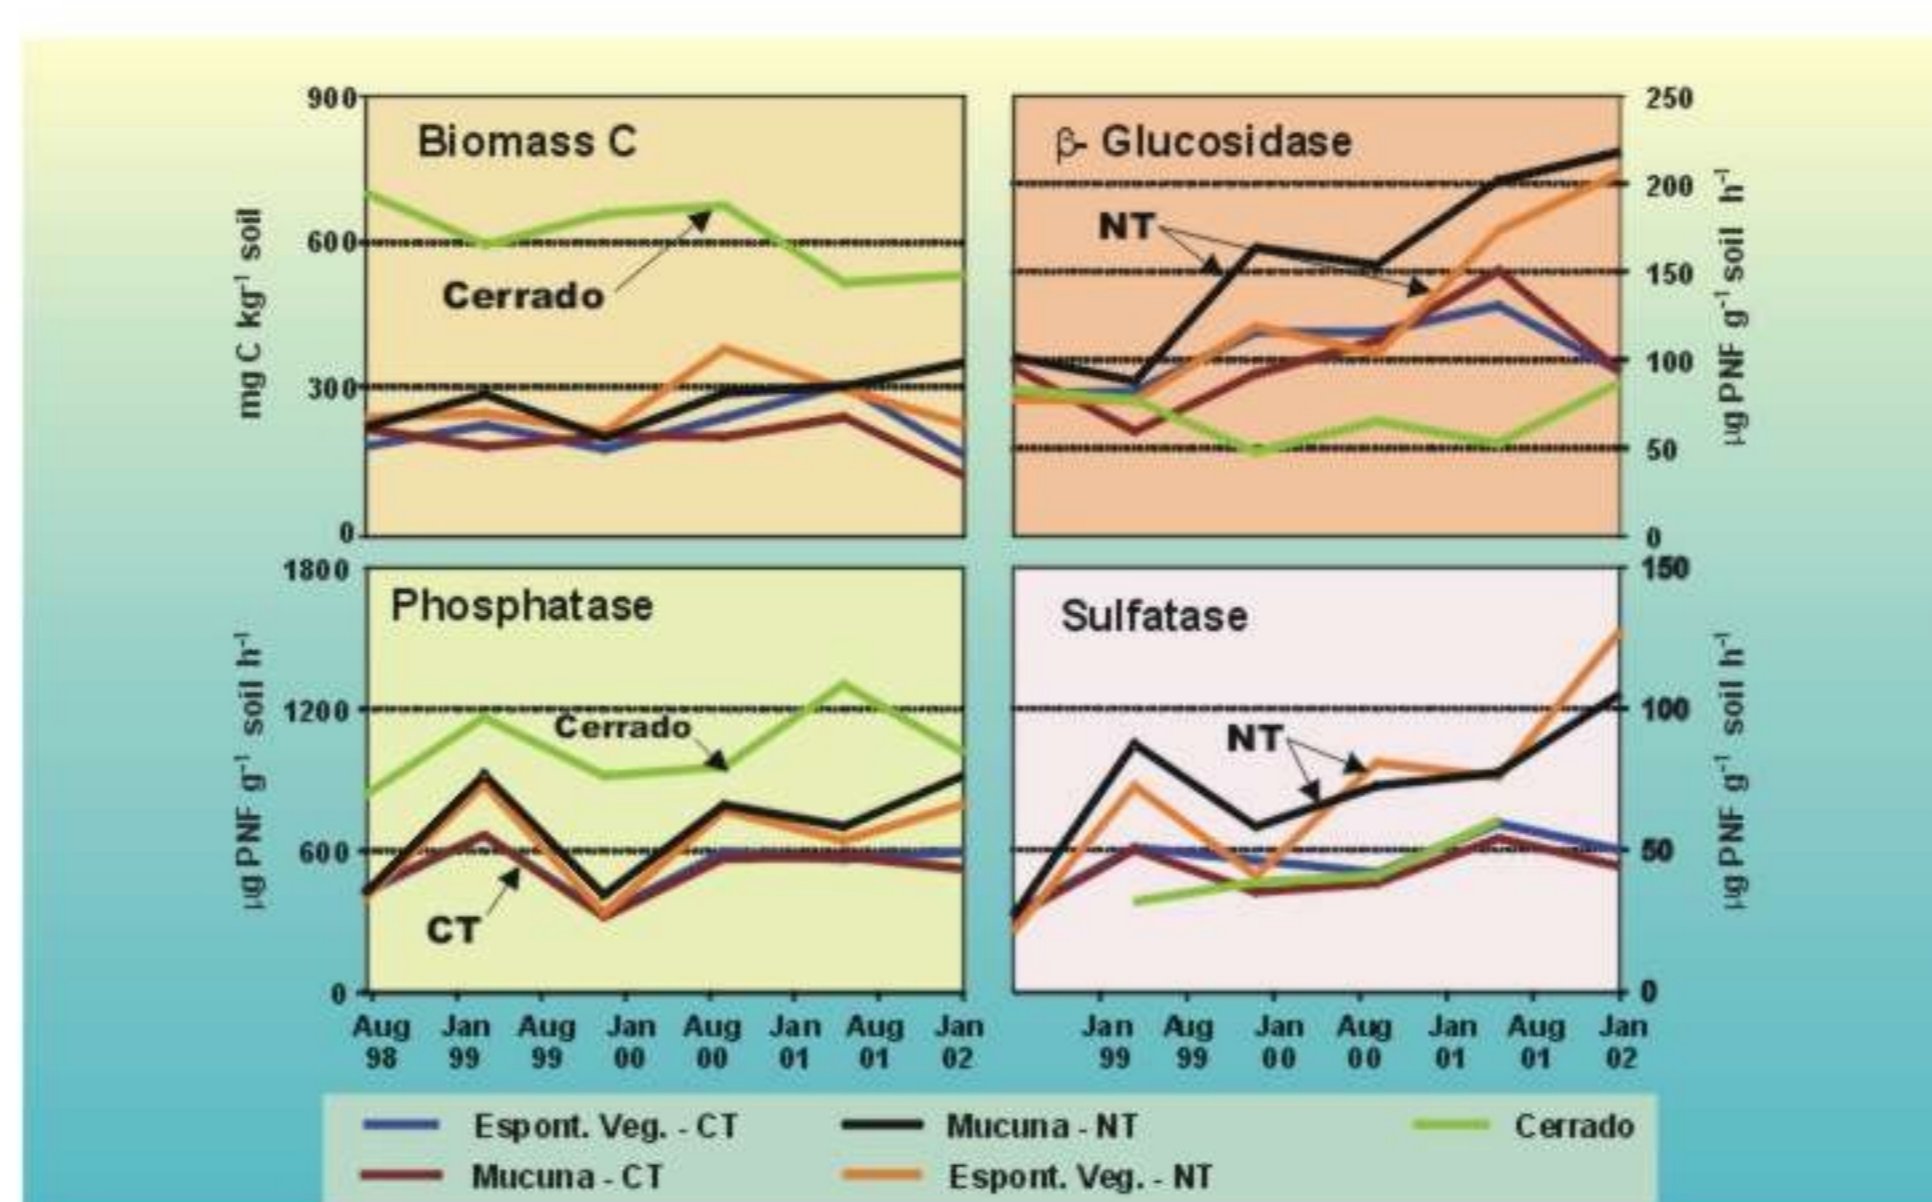 Biomass C
900
600
300
0
mg C kg⁻¹ soil
Cerrado
β- Glucosidase
250
200
150
100
50
0
µg PNF g⁻¹ soil h⁻¹
NT
Phosphatase
1800
1200
600
0
µg PNF g⁻¹ soil h⁻¹
Cerrado
CT
Sulfatase
150
100
50
0
µg PNF g⁻¹ soil h⁻¹
NT
Aug Jan Aug Jan Aug Jan Aug Jan
98 99 99 00 00 01 01 02
Jan Aug Jan Aug Jan Aug Jan
99 99 00 00 01 01 02
Espont. Veg. - CT Mucuna - NT Cerrado
Mucuna - CT Espont. Veg. - NT